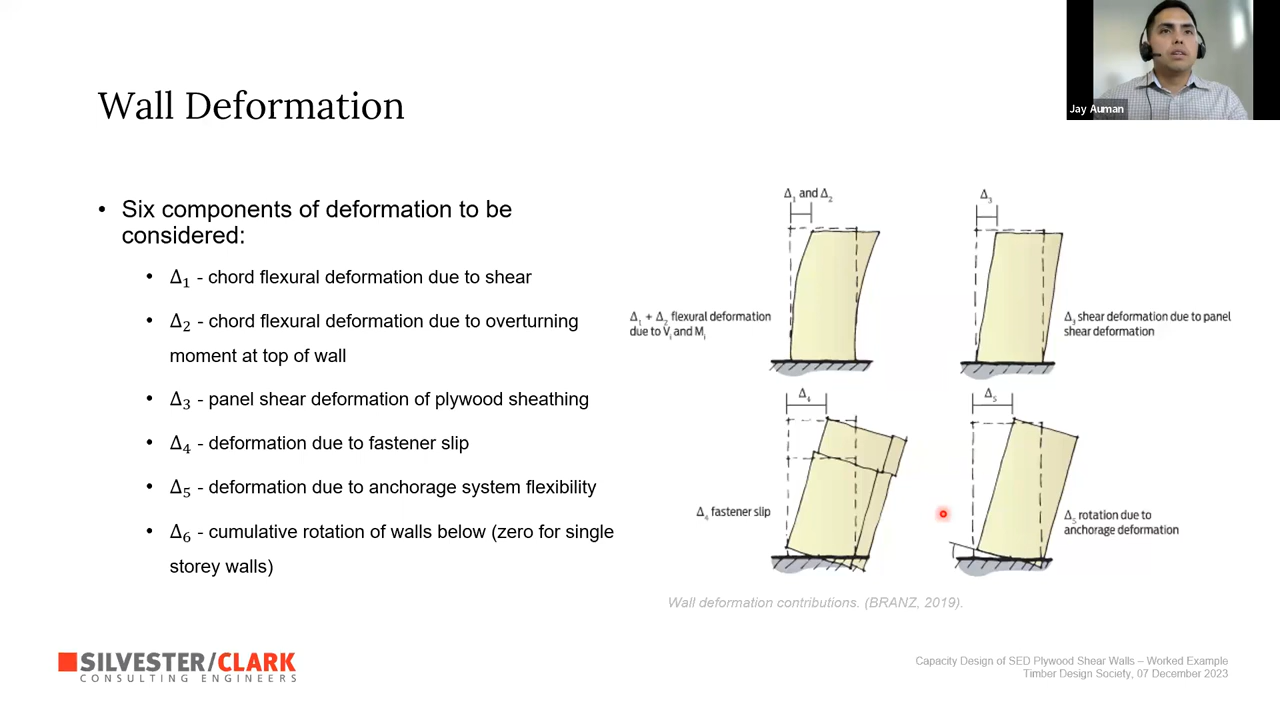 Jay Auman
Wall Deformation
• Six components of deformation to be
considered:
• Δ₁ - chord flexural deformation due to shear
• Δ₂ - chord flexural deformation due to overturning
moment at top of wall
• Δ₃ - panel shear deformation of plywood sheathing
• Δ₄ - deformation due to fastener slip
• Δ₅ - deformation due to anchorage system flexibility
• Δ₆ - cumulative rotation of walls below (zero for single
storey walls)
Δ₁ and Δ₂
Δ₁ + Δ₂ flexural deformation
due to Vᵢ and Mᵢ
Δ₃
Δ₃ shear deformation due to panel
shear deformation
Δ₄
Δ₄ fastener slip
Δ₅
Δ₅ rotation due to
anchorage deformation
Wall deformation contributions. (BRANZ, 2019).
SILVESTER/CLARK
CONSULTING ENGINEERS
Capacity Design of SED Plywood Shear Walls – Worked Example
Timber Design Society, 07 December 2023